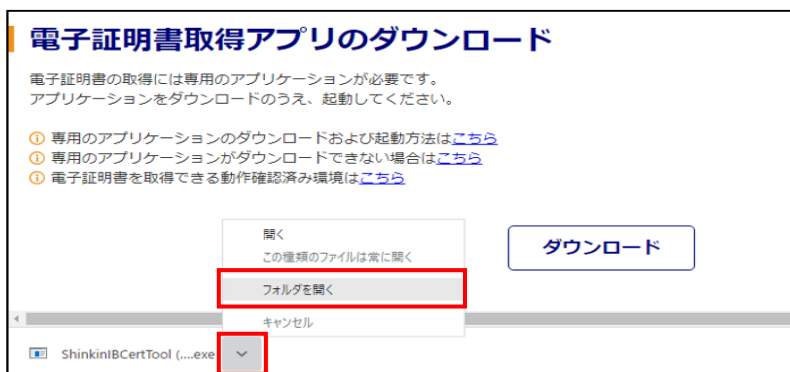 電子証明書取得アプリのダウンロード
電子証明書の取得には専用のアプリケーションが必要です。
アプリケーションをダウンロードのうえ、起動してください。
専用のアプリケーションのダウンロードおよび起動方法はこちら
専用のアプリケーションがダウンロードできない場合はこちら
電子証明書を取得できる動作確認済み環境はこちら
開く
この種類のファイルは常に開く
フォルダを開く
キャンセル
ダウンロード
ShinkinIBCertTool (....exe